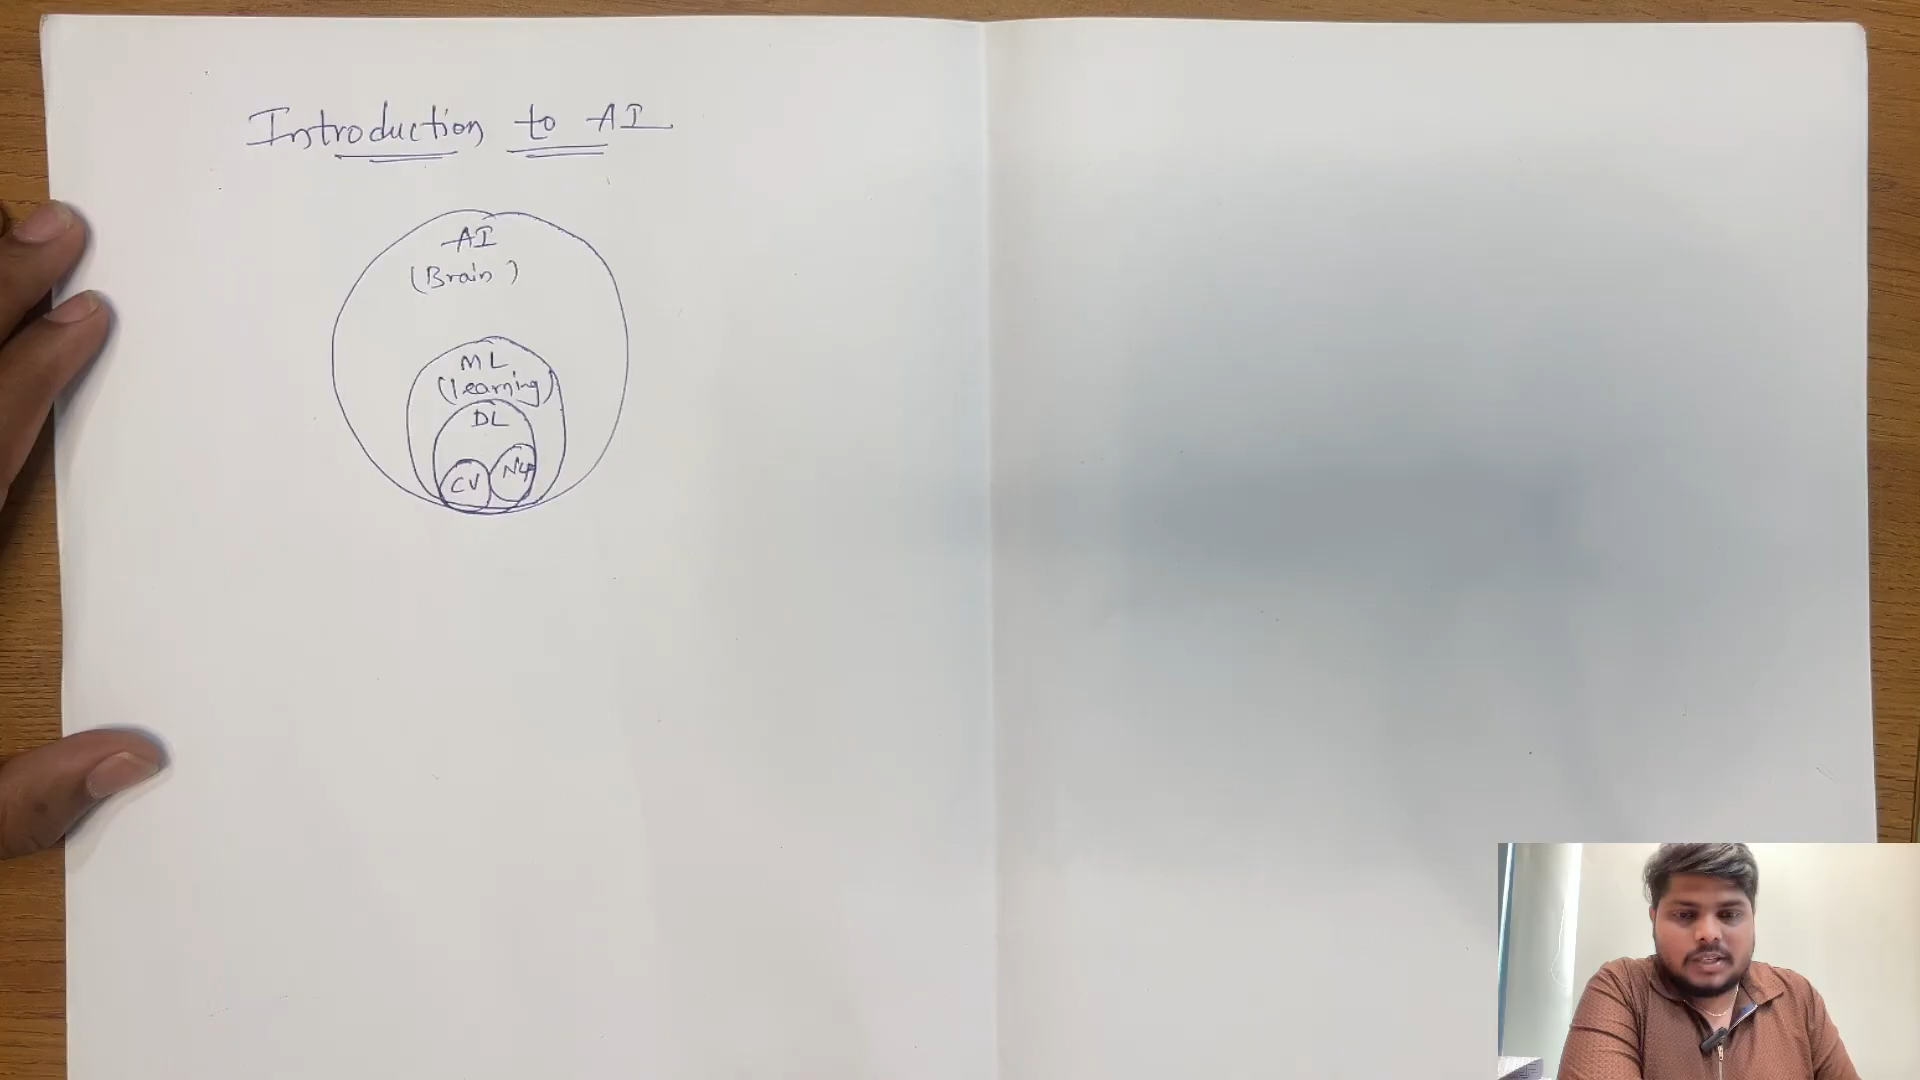 Introduction to AI
AI
(Brain)
ML
(learning)
DL
CV NLP